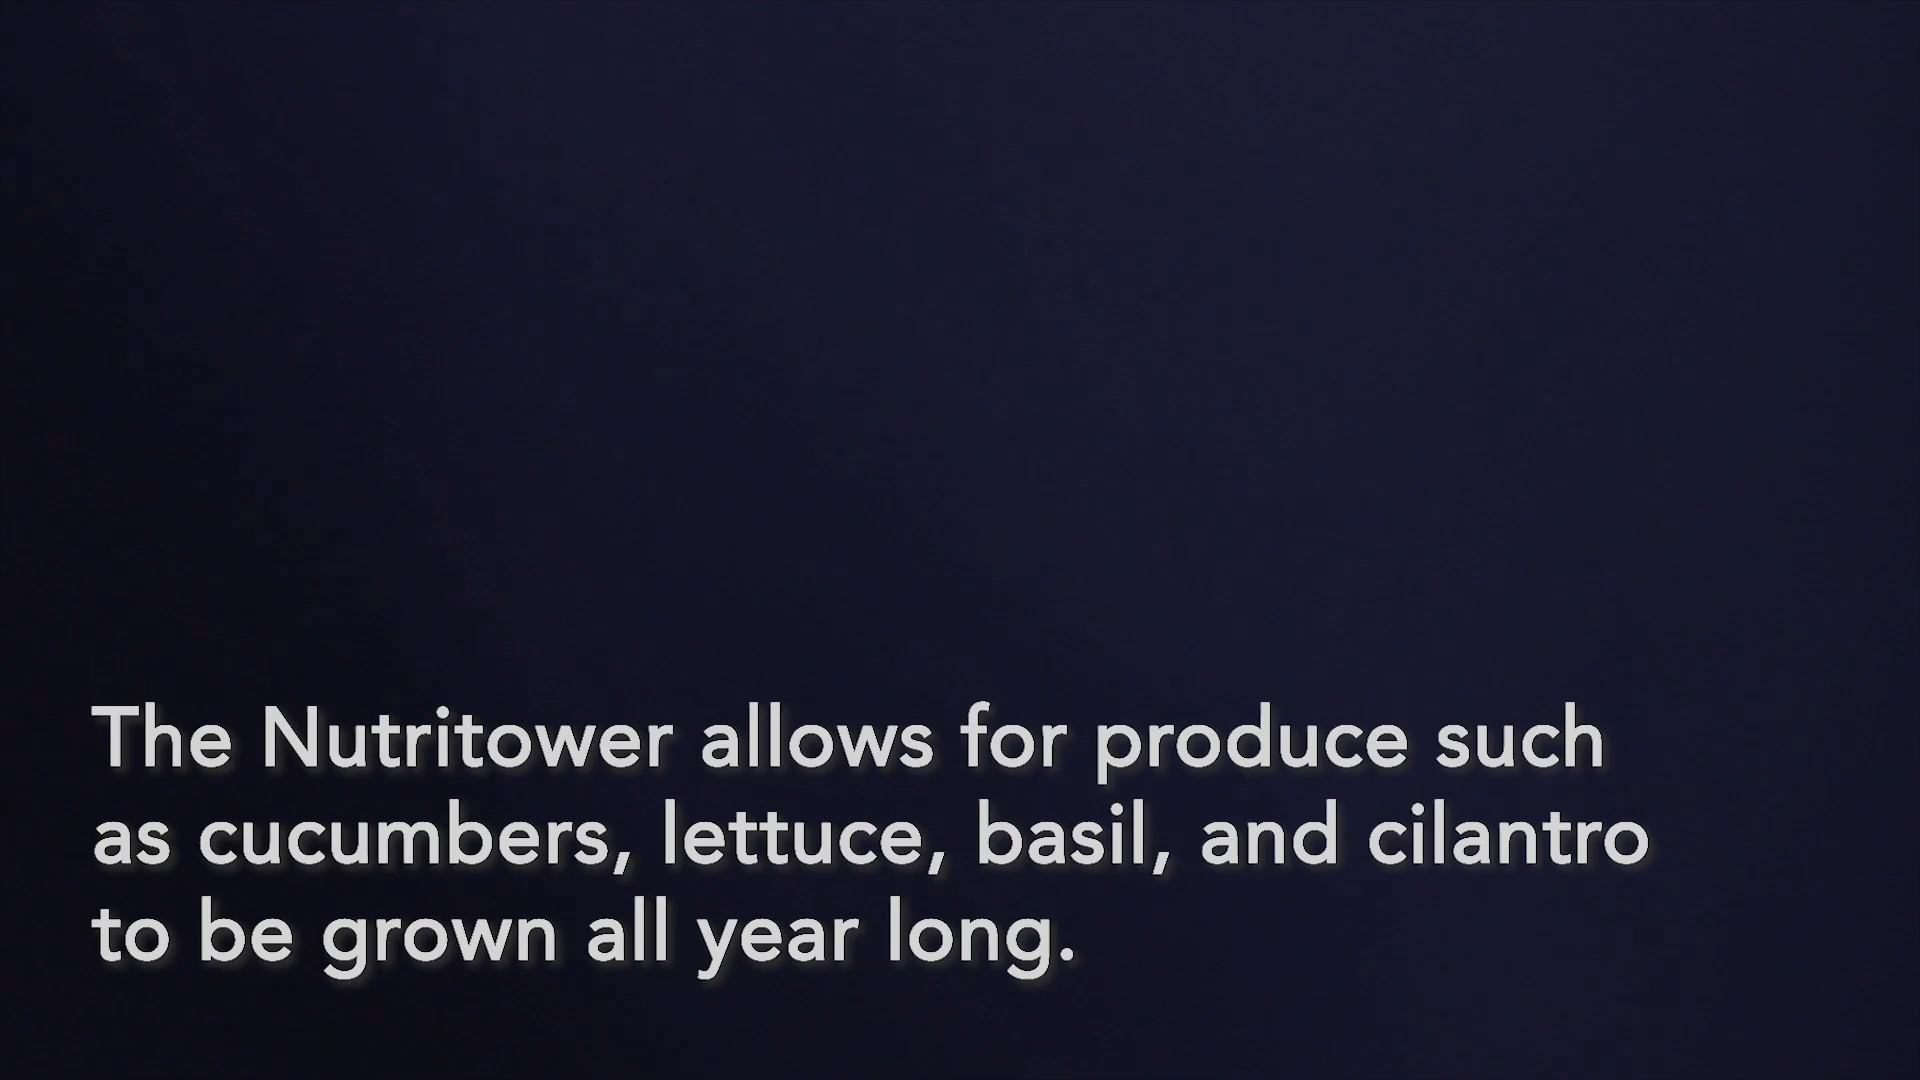 The Nutritower allows for produce such
as cucumbers, lettuce, basil, and cilantro
to be grown all year long.